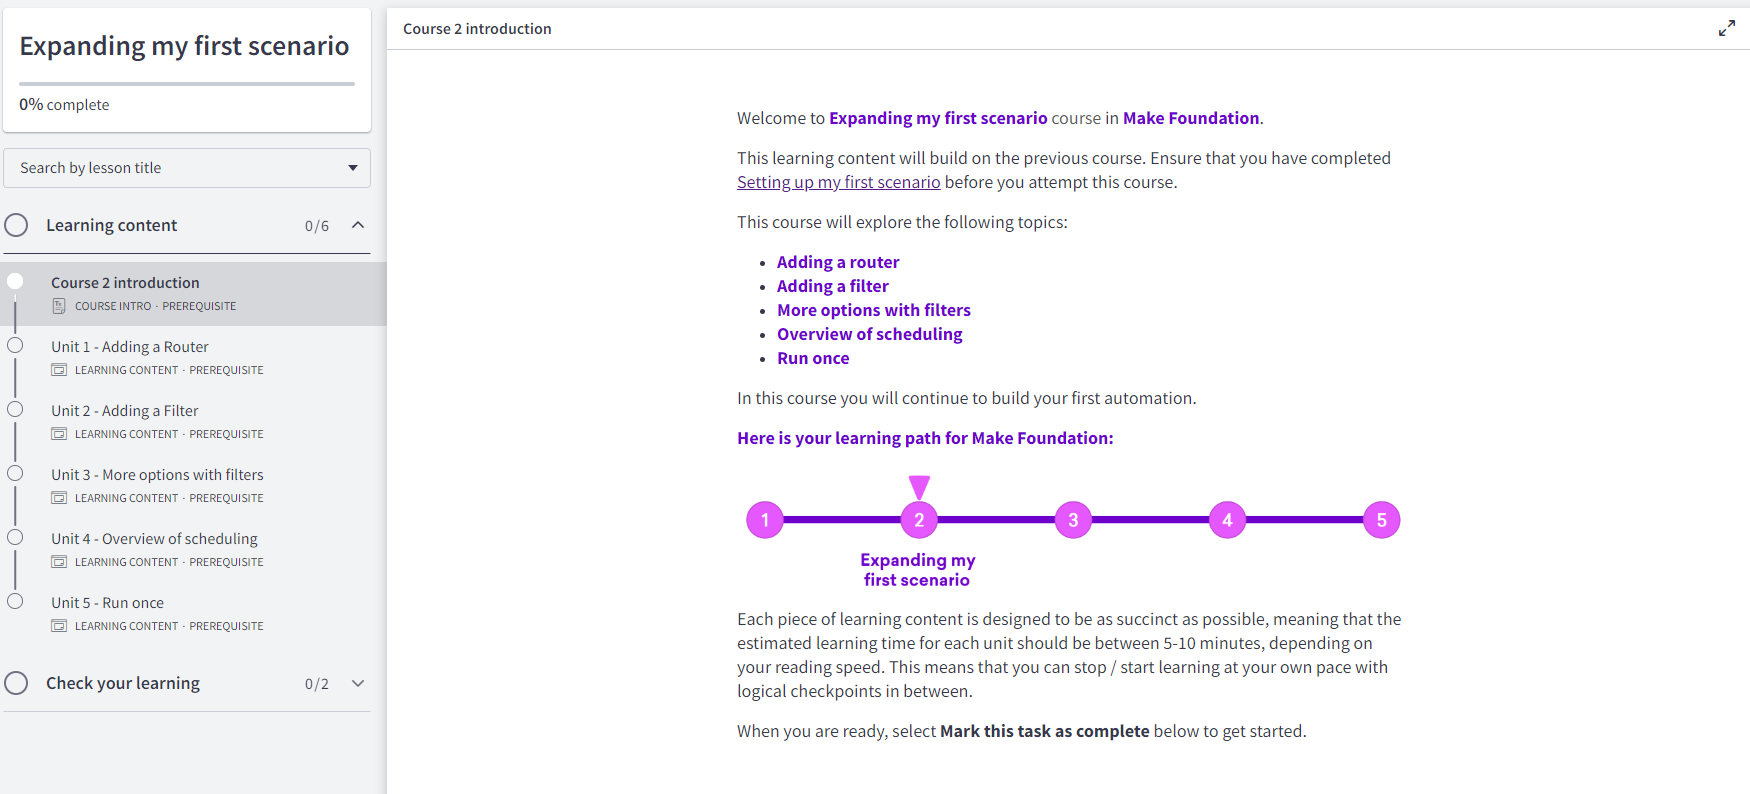 Expanding my first scenario
0% complete
Search by lesson title
Learning content 0/6
Course 2 introduction
COURSE INTRO · PREREQUISITE
Unit 1 - Adding a Router
LEARNING CONTENT · PREREQUISITE
Unit 2 - Adding a Filter
LEARNING CONTENT · PREREQUISITE
Unit 3 - More options with filters
LEARNING CONTENT · PREREQUISITE
Unit 4 - Overview of scheduling
LEARNING CONTENT · PREREQUISITE
Unit 5 - Run once
LEARNING CONTENT · PREREQUISITE
Check your learning 0/2
Course 2 introduction
Welcome to Expanding my first scenario course in Make Foundation.
This learning content will build on the previous course. Ensure that you have completed
Setting up my first scenario before you attempt this course.
This course will explore the following topics:
• Adding a router
• Adding a filter
• More options with filters
• Overview of scheduling
• Run once
In this course you will continue to build your first automation.
Here is your learning path for Make Foundation:
1 2 3 4 5
Expanding my
first scenario
Each piece of learning content is designed to be as succinct as possible, meaning that the
estimated learning time for each unit should be between 5-10 minutes, depending on
your reading speed. This means that you can stop / start learning at your own pace with
logical checkpoints in between.
When you are ready, select Mark this task as complete below to get started.